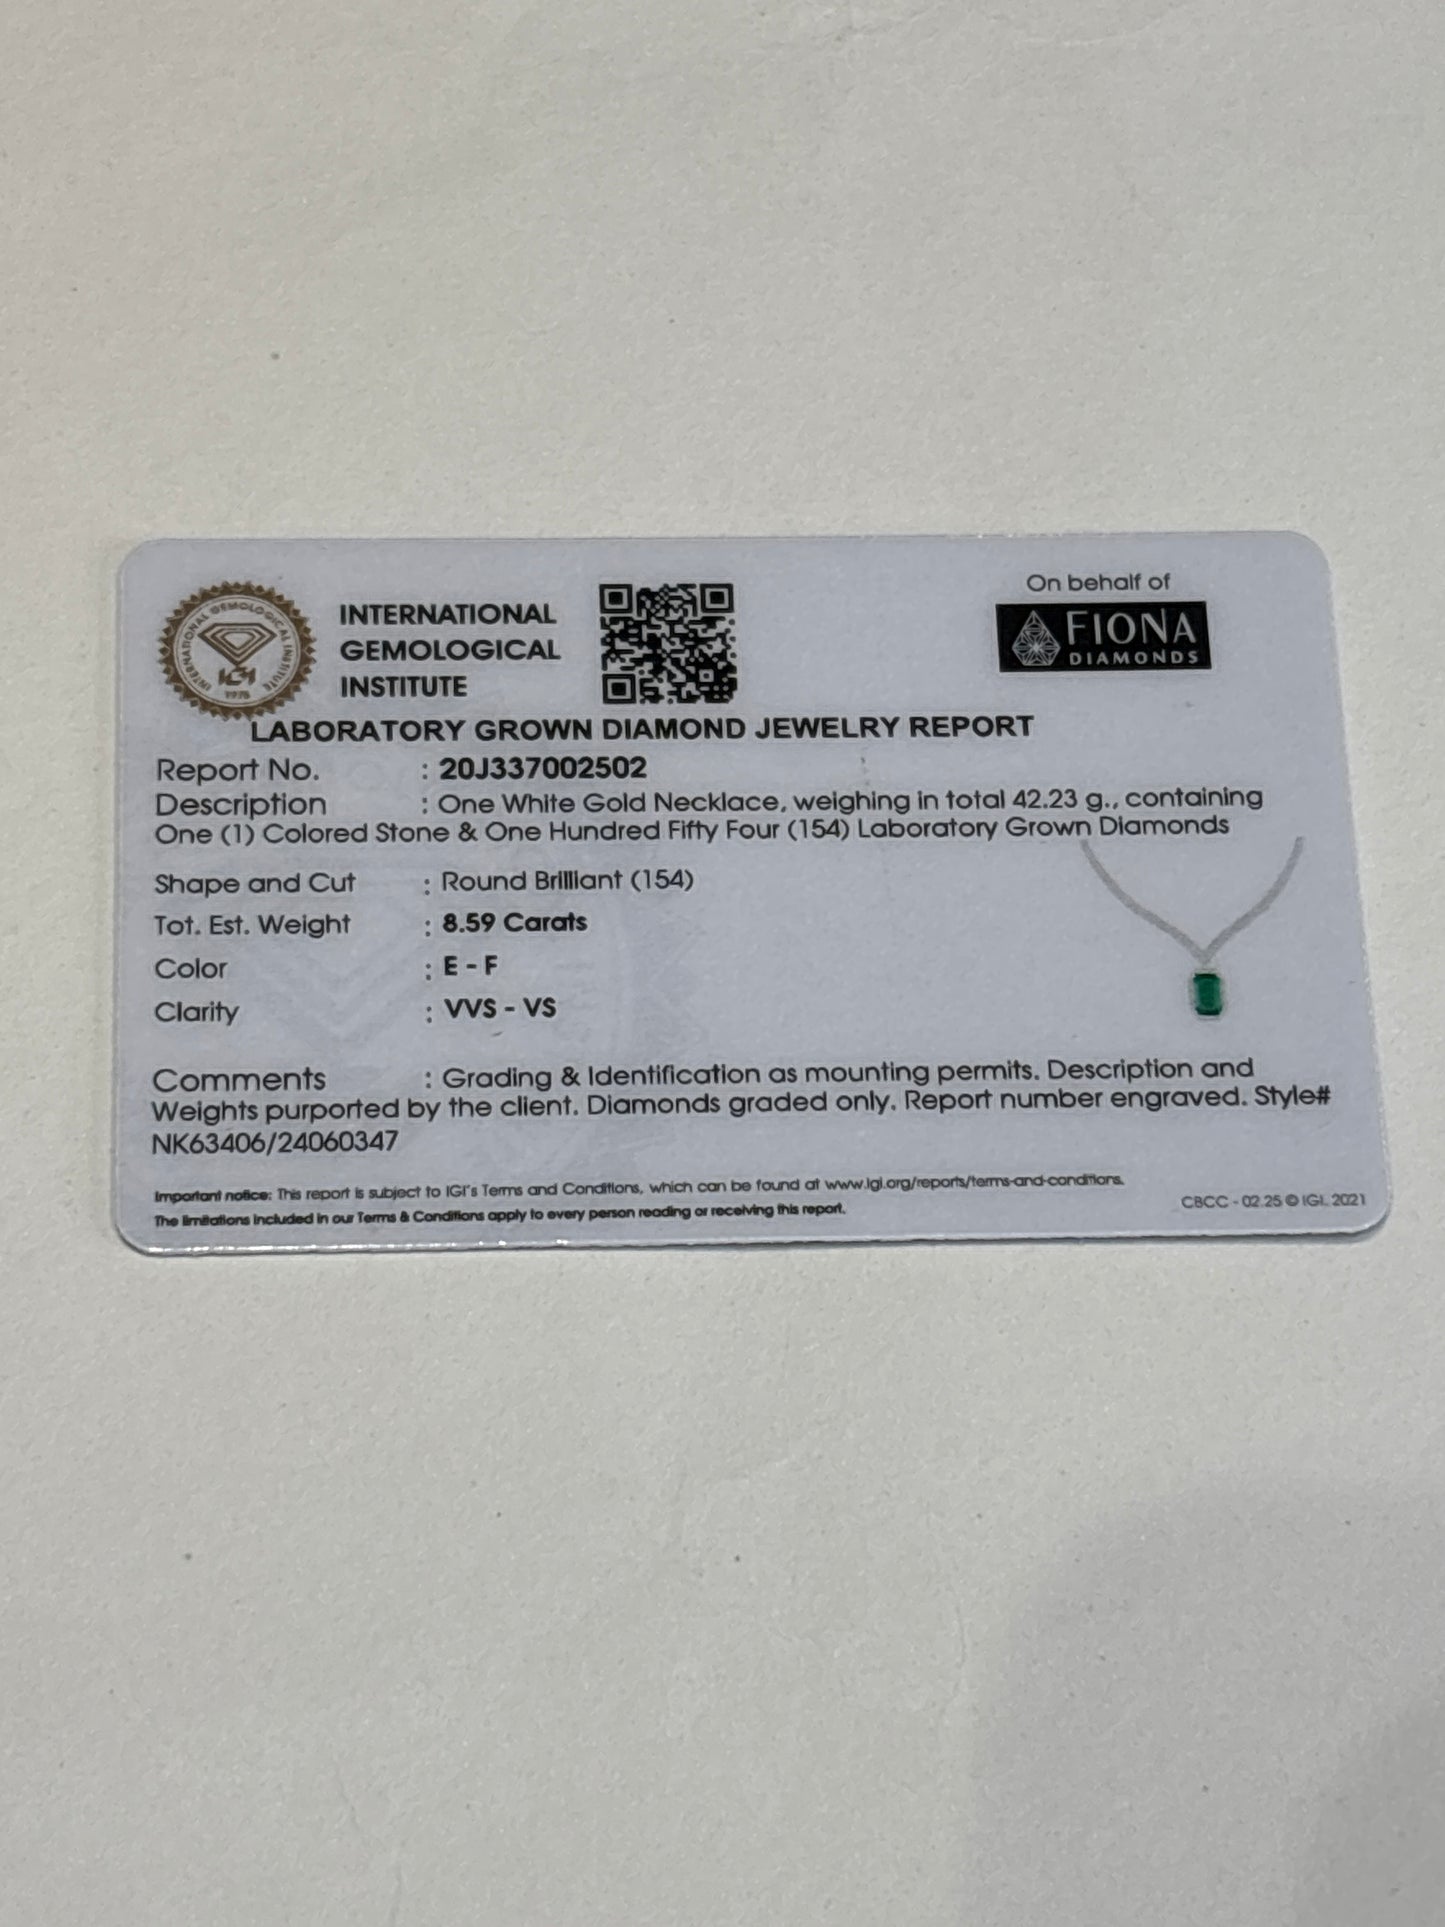 INTERNATIONAL GEMOLOGICAL INSTITUTE
IGI
1975
INTERNATIONAL
GEMOLOGICAL
INSTITUTE
On behalf of
FIONA
DIAMONDS
LABORATORY GROWN DIAMOND JEWELRY REPORT
Report No. : 20J337002502
Description : One White Gold Necklace, weighing in total 42.23 g., containing
One (1) Colored Stone & One Hundred Fifty Four (154) Laboratory Grown Diamonds
Shape and Cut : Round Brilliant (154)
Tot. Est. Weight : 8.59 Carats
Color : E - F
Clarity : VVS - VS
Comments : Grading & Identification as mounting permits. Description and
Weights purported by the client. Diamonds graded only. Report number engraved. Style#
NK63406/24060347
Important notice: This report is subject to IGI's Terms and Conditions, which can be found at www.igi.org/reports/terms-and-conditions.
The limitations included in our Terms & Conditions apply to every person reading or receiving this report.
CBCC - 02.25 © IGI. 2021